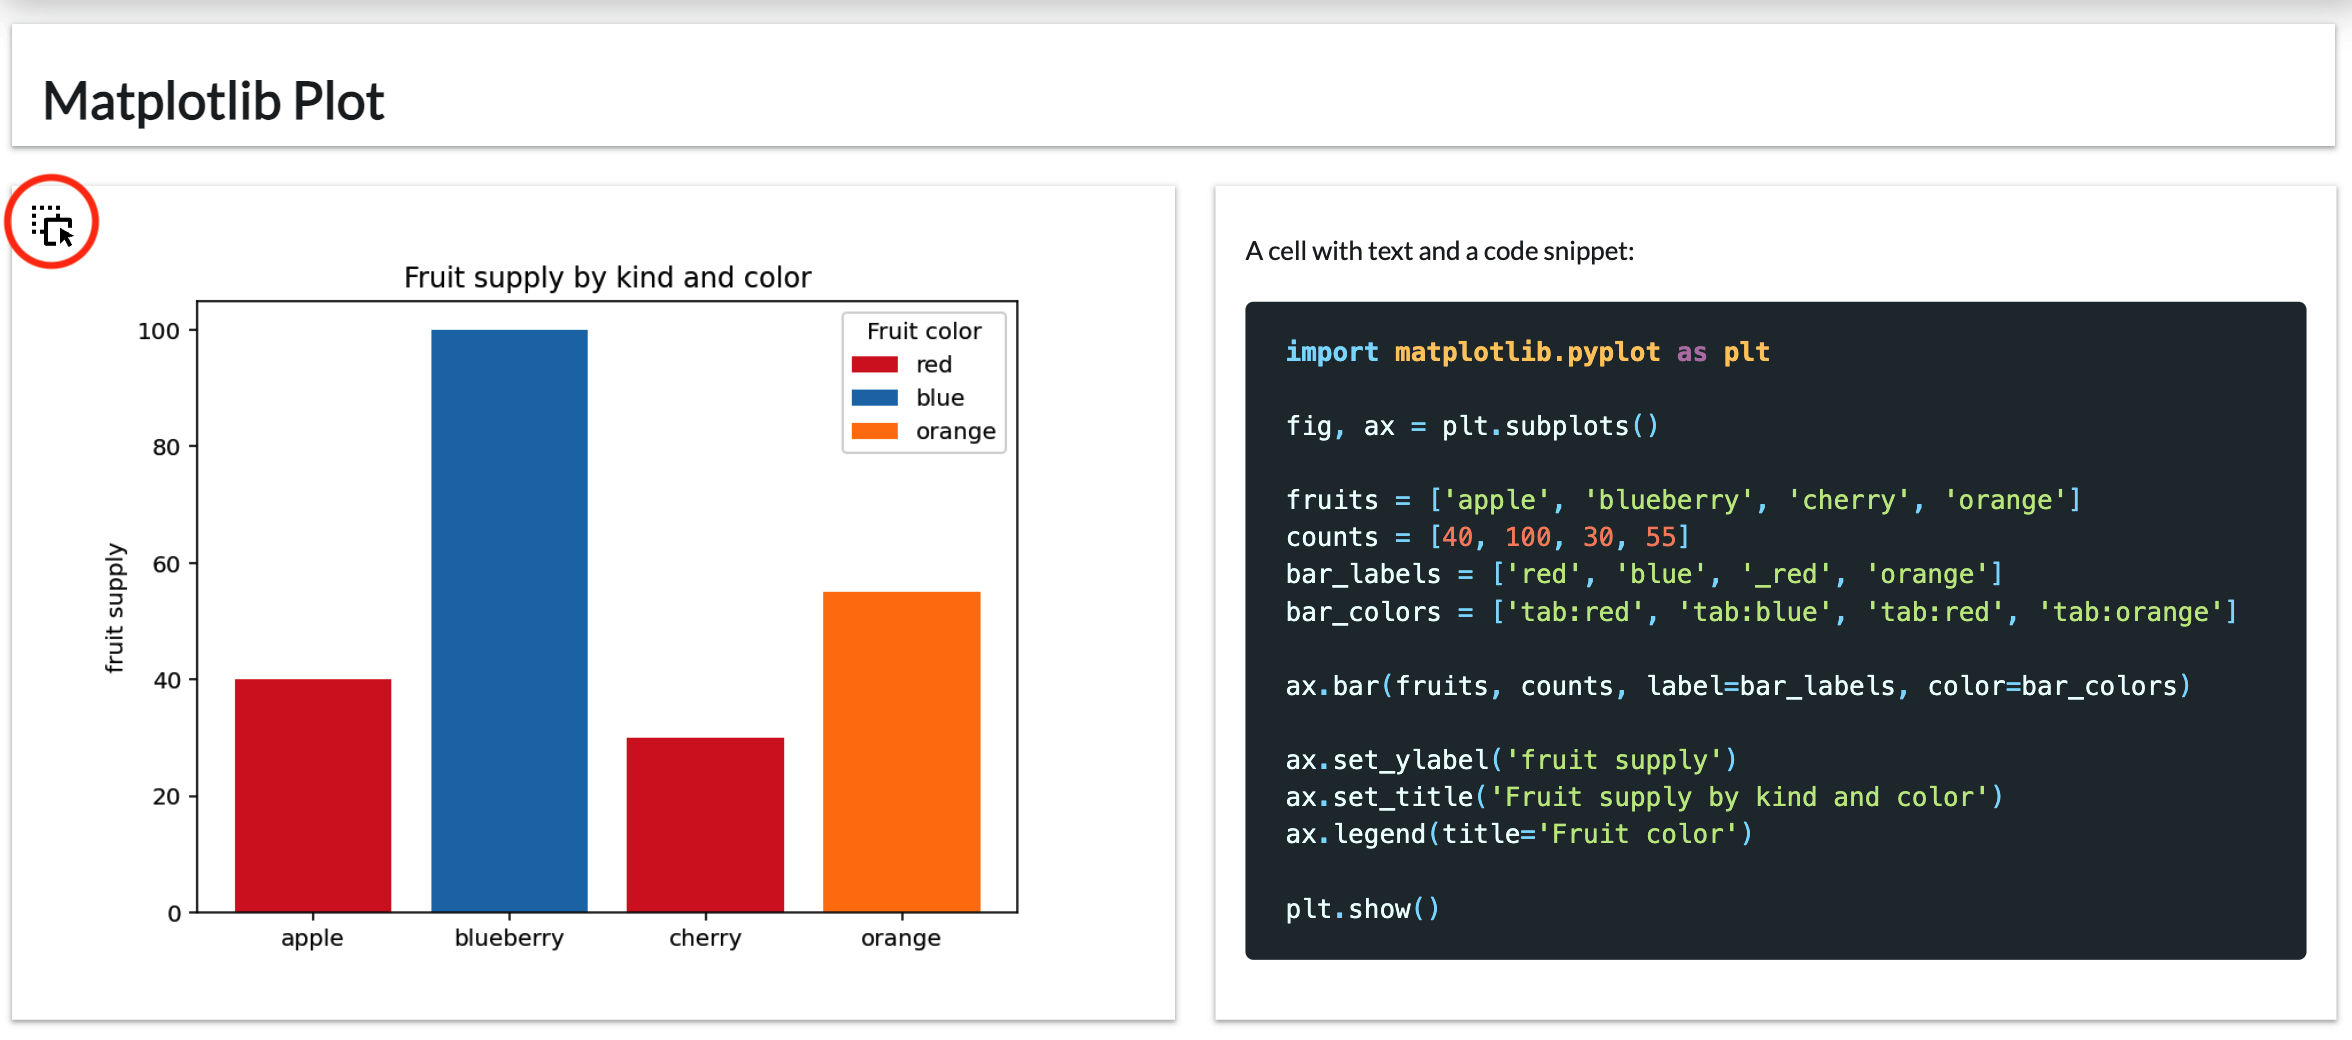 Matplotlib Plot
Fruit supply by kind and color
Fruit color
red
blue
orange
100
80
60
40
20
0
fruit supply
apple blueberry cherry orange
A cell with text and a code snippet:
import matplotlib.pyplot as plt
fig, ax = plt.subplots()
fruits = ['apple', 'blueberry', 'cherry', 'orange']
counts = [40, 100, 30, 55]
bar_labels = ['red', 'blue', '_red', 'orange']
bar_colors = ['tab:red', 'tab:blue', 'tab:red', 'tab:orange']
ax.bar(fruits, counts, label=bar_labels, color=bar_colors)
ax.set_ylabel('fruit supply')
ax.set_title('Fruit supply by kind and color')
ax.legend(title='Fruit color')
plt.show()